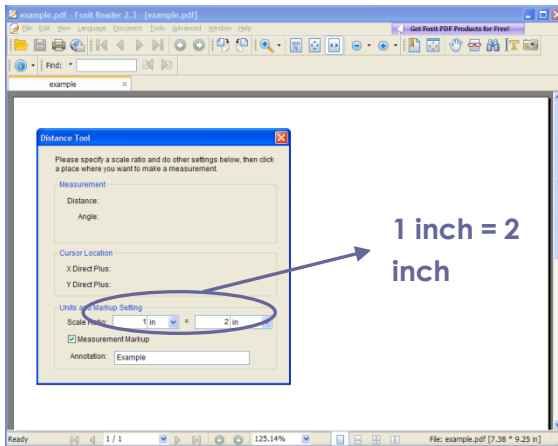 example.pdf - Foxit Reader 2.3 - [example.pdf]
File Edit View Language Document Tools Advanced Window Help
Get Foxit PDF Products for Free!
Find:
example
Distance Tool
Please specify a scale ratio and do other settings below, then click
a place where you want to make a measurement.
Measurement
Distance:
Angle:
Cursor Location
X Direct Plus:
Y Direct Plus:
Units and Markup Setting
Scale Ratio: 1 in = 2 in
Measurement Markup
Annotation: Example
1 inch = 2
inch
Ready 1 / 1 125.14% File: example.pdf [7.38 * 9.25 in]